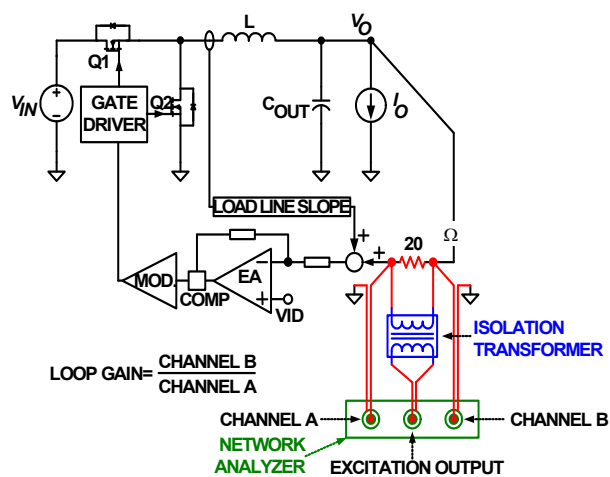 L
V_O
Q1
Q2
V_IN
+
−
GATE
DRIVER
C_OUT
I_O
LOAD LINE SLOPE
+
+
20
Ω
MOD.
COMP
−
EA
+
VID
ISOLATION
TRANSFORMER
LOOP GAIN= CHANNEL B
CHANNEL A
CHANNEL A
CHANNEL B
NETWORK
ANALYZER
EXCITATION OUTPUT